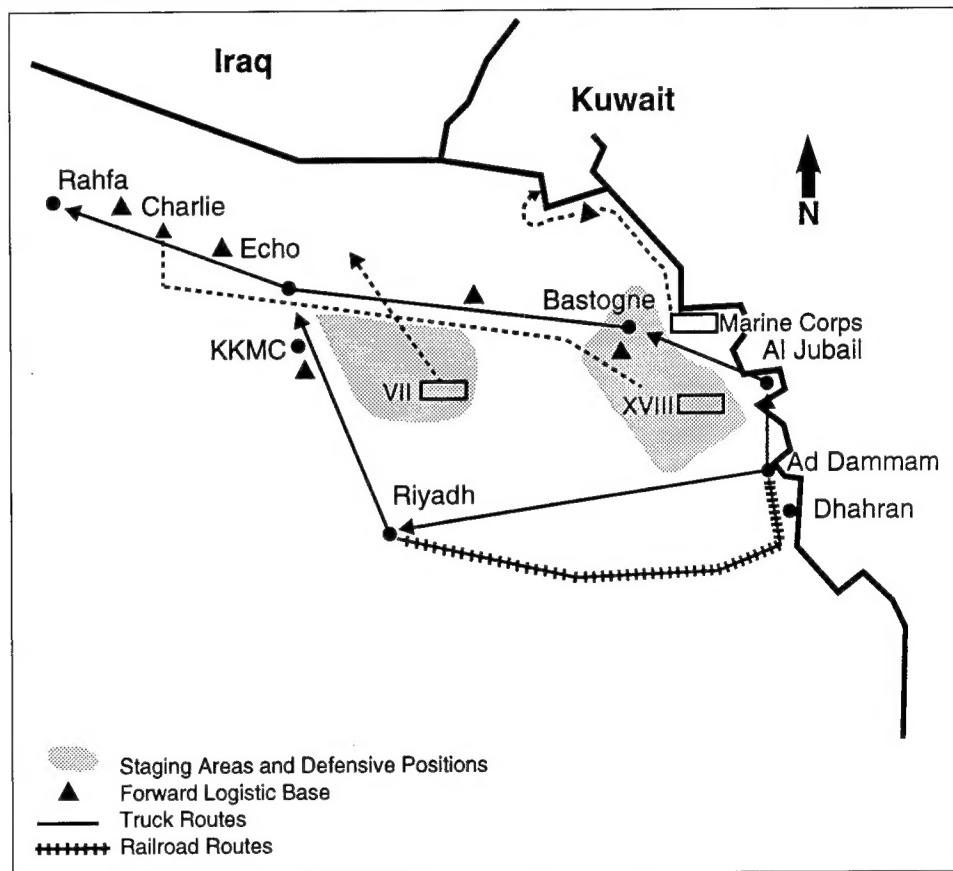 Iraq
Kuwait
N
Rahfa
Charlie
Echo
Bastogne
Marine Corps
Al Jubail
KKMC
VII
XVIII
Ad Dammam
Riyadh
Dhahran
Staging Areas and Defensive Positions
Forward Logistic Base
Truck Routes
Railroad Routes